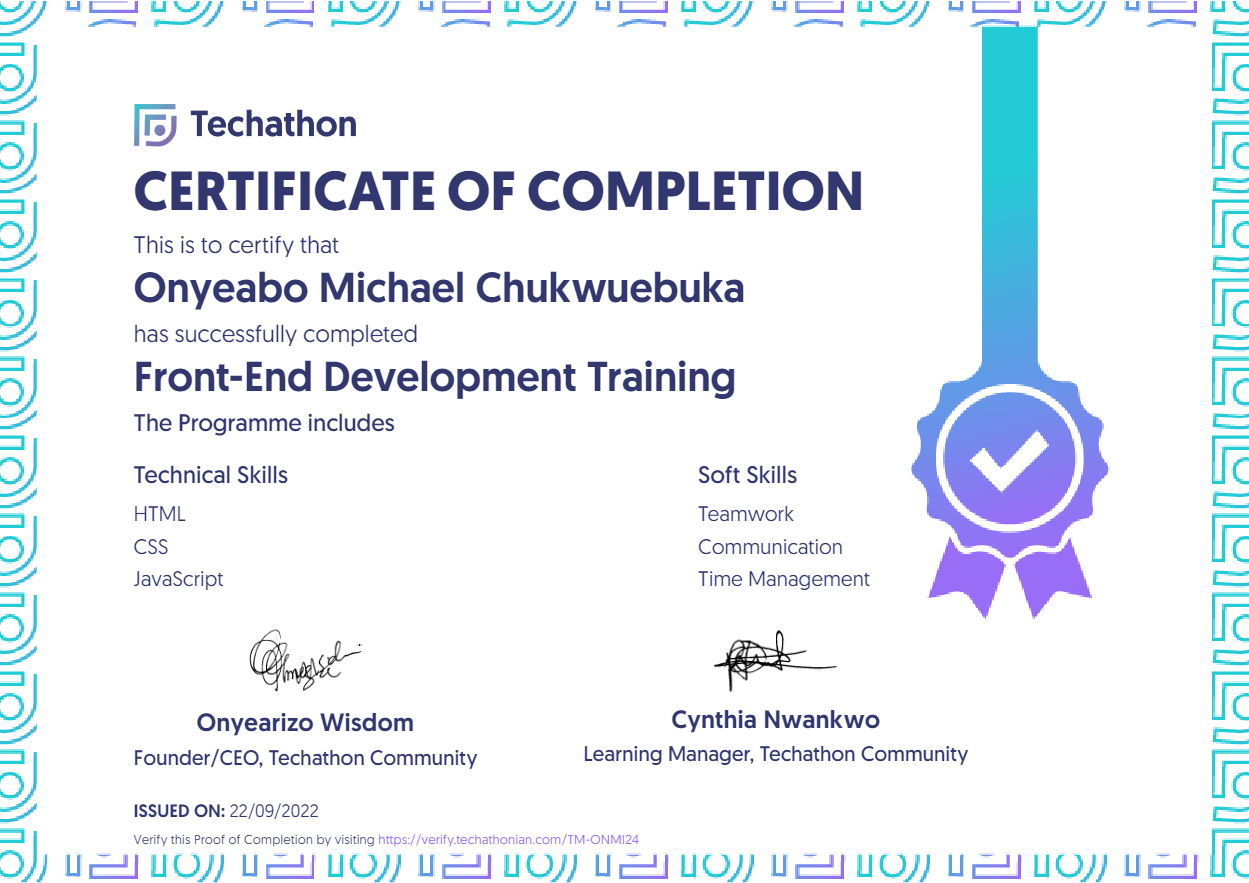 Techathon
CERTIFICATE OF COMPLETION
This is to certify that
Onyeabo Michael Chukwuebuka
has successfully completed
Front-End Development Training
The Programme includes
Technical Skills
HTML
CSS
JavaScript
Soft Skills
Teamwork
Communication
Time Management
Onyearizo Wisdom
Founder/CEO, Techathon Community
Cynthia Nwankwo
Learning Manager, Techathon Community
ISSUED ON: 22/09/2022
Verify this Proof of Completion by visiting https://verify.techathonian.com/TM-ONMI24